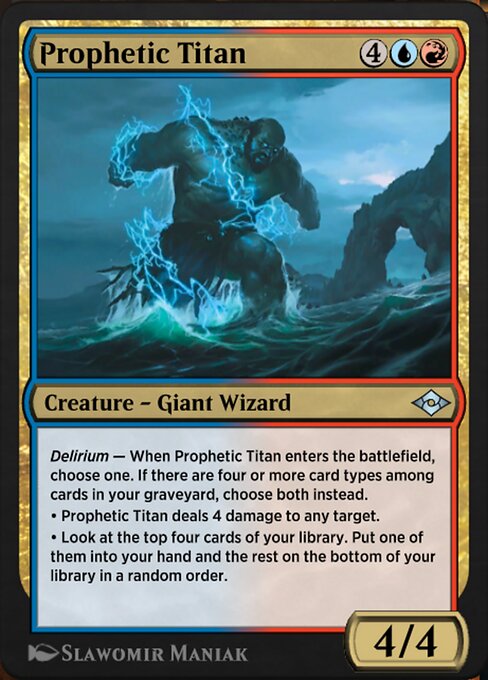 Prophetic Titan 4
Creature – Giant Wizard
Delirium — When Prophetic Titan enters the battlefield,
choose one. If there are four or more card types among
cards in your graveyard, choose both instead.
• Prophetic Titan deals 4 damage to any target.
• Look at the top four cards of your library. Put one of
them into your hand and the rest on the bottom of your
library in a random order.
4/4
Slawomir Maniak